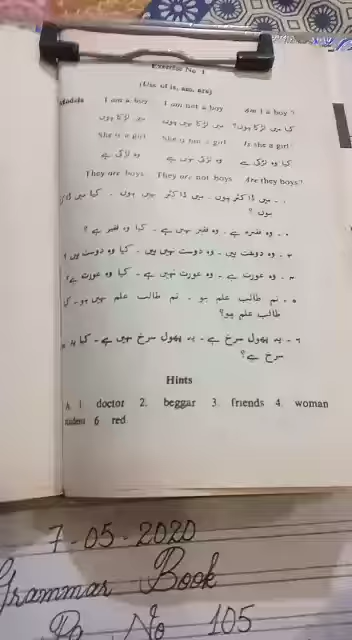 Exercise No 1
(Use of is, am, are)
Models I am a boy I am not a boy Am I a boy ?
میں لڑکا ہوں میں لڑکا نہیں ہوں کیا میں لڑکا ہوں؟
She is a girl She is not a girl Is she a girl
وہ لڑکی ہے وہ لڑکی نہیں ہے کیا وہ لڑکی ہے
They are boys They are not boys Are they boys?
۱۔ میں ڈاکٹر ہوں۔ میں ڈاکٹر نہیں ہوں۔ کیا میں
ہوں ؟
۲۔ وہ فقیر ہے۔ وہ فقیر نہیں ہے۔ کیا وہ فقیر ہے ؟
۳۔ وہ دوست ہیں۔ وہ دوست نہیں ہیں۔ کیا وہ دوست ہیں ؟
۴۔ وہ عورت ہے۔ وہ عورت نہیں ہے۔ کیا وہ عورت ہے؟
۵۔ تم طالب علم ہو۔ تم طالب علم نہیں ہو۔
طالب علم ہو؟
۶۔ یہ پھول سرخ ہے۔ یہ پھول سرخ نہیں ہے۔ کیا یہ
سرخ ہے؟
Hints
1 doctor 2. beggar 3. friends 4. woman
student 6 red
7-05-2020
Grammar Book
Pg No 105